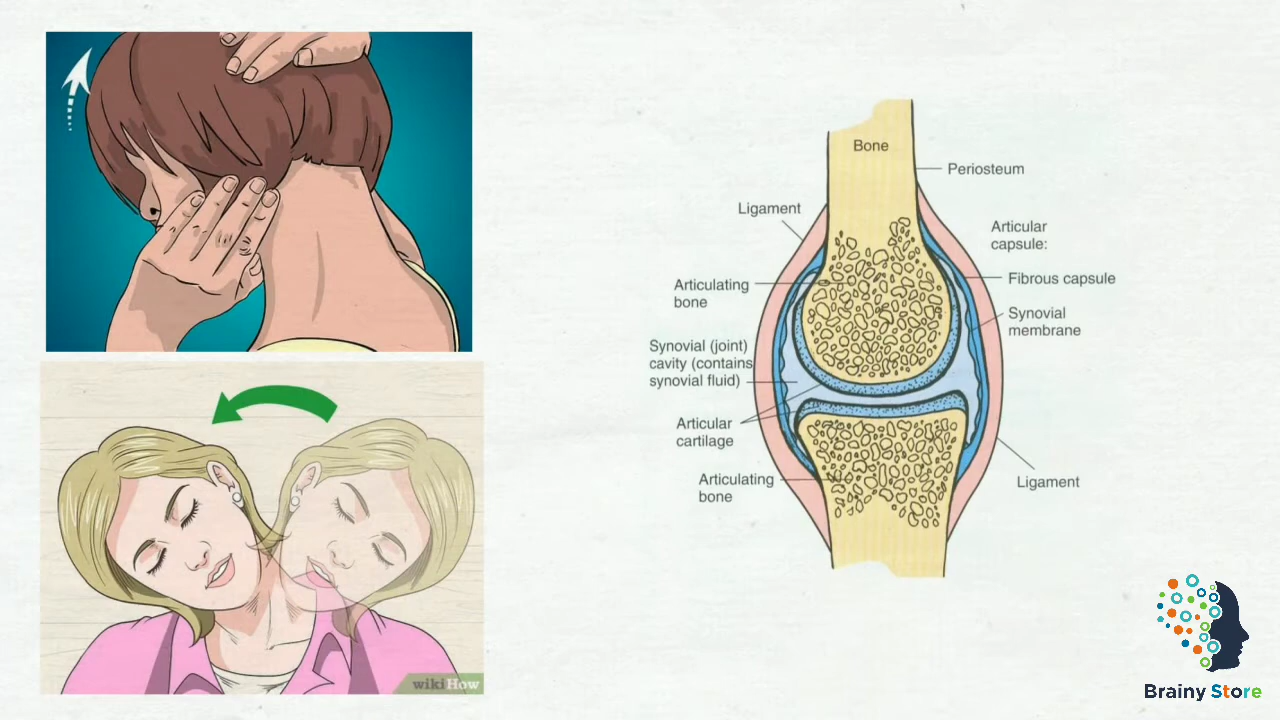 Bone
Periosteum
Ligament
Articular
capsule:
Articulating
bone
Fibrous capsule
Synovial
membrane
Synovial (joint)
cavity (contains
synovial fluid)
Articular
cartilage
Articulating
bone
Ligament
wikiHow
Brainy Store